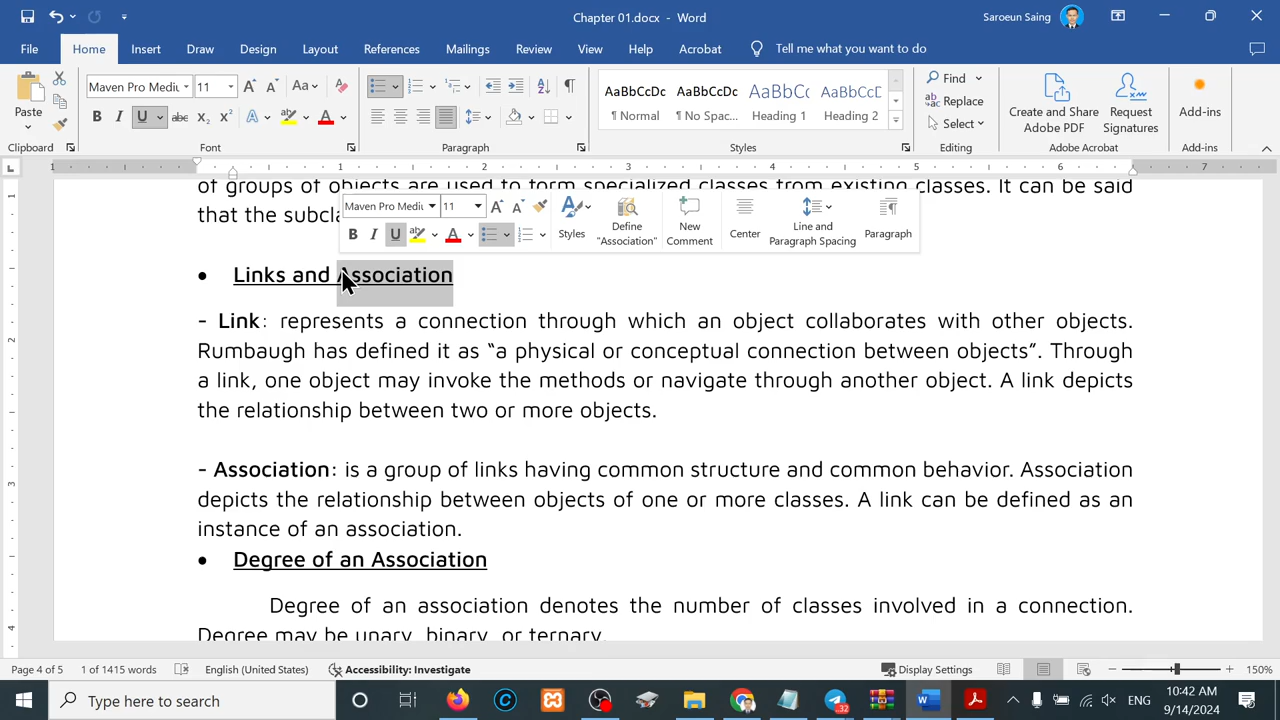 Chapter 01.docx - Word
Saroeun Saing
File Home Insert Draw Design Layout References Mailings Review View Help Acrobat Tell me what you want to do
Paste
Clipboard
Maven Pro Mediu 11
Font
Paragraph
AaBbCcDc AaBbCcDc AaBbCc AaBbCcD
¶ Normal ¶ No Spac... Heading 1 Heading 2
Styles
Find
Replace
Select
Editing
Create and Share Adobe PDF
Request Signatures
Adobe Acrobat
Add-ins
Add-ins
1 2 3 4 5 6 7
of groups of objects are used to form specialized classes from existing classes. It can be said
that the subcla
Maven Pro Mediu 11
Styles
Define "Association"
New Comment
Center
Line and Paragraph Spacing
Paragraph
• Links and Association
- Link: represents a connection through which an object collaborates with other objects.
Rumbaugh has defined it as “a physical or conceptual connection between objects”. Through
a link, one object may invoke the methods or navigate through another object. A link depicts
the relationship between two or more objects.
- Association: is a group of links having common structure and common behavior. Association
depicts the relationship between objects of one or more classes. A link can be defined as an
instance of an association.
• Degree of an Association
Degree of an association denotes the number of classes involved in a connection.
Degree may be unary, binary, or ternary.
Page 4 of 5 1 of 1415 words English (United States) Accessibility: Investigate Display Settings 150%
Type here to search
ENG
10:42 AM
9/14/2024